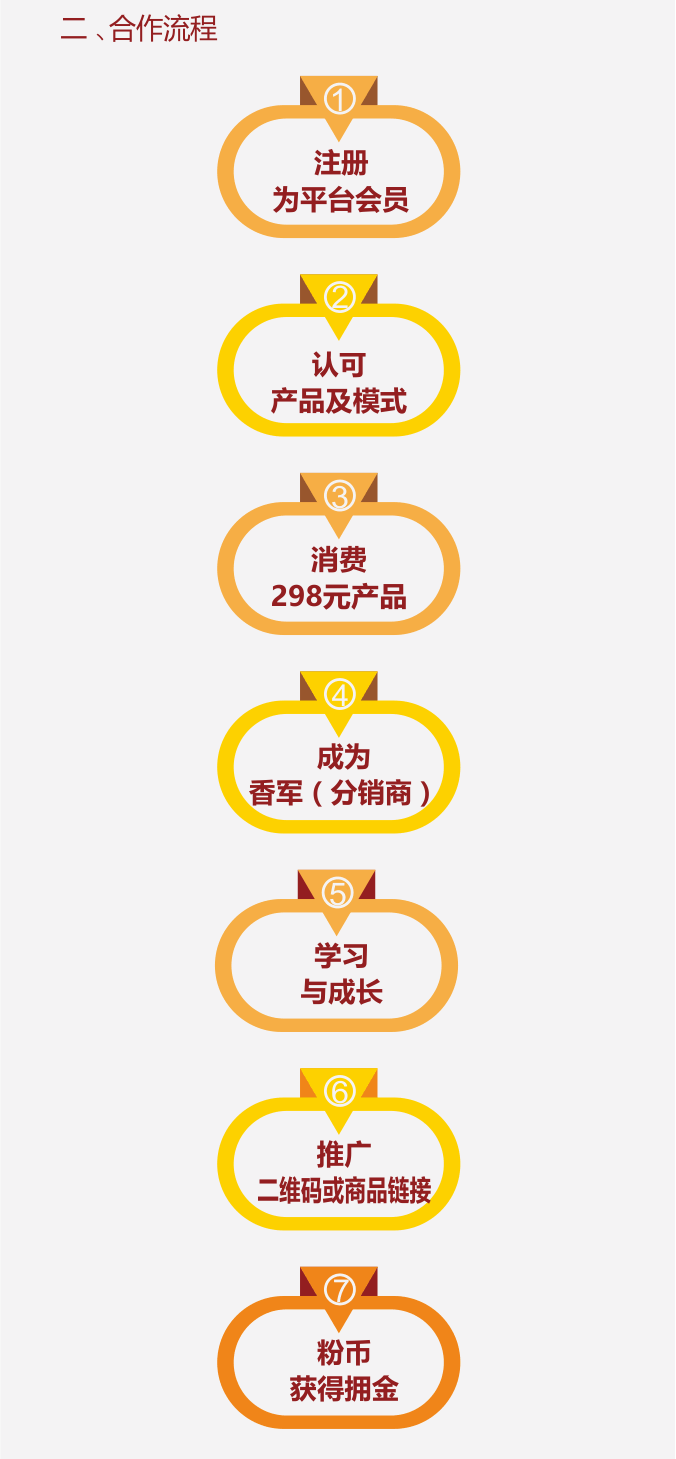 二、合作流程
①
注册
为平台会员
②
认可
产品及模式
③
消费
298元产品
④
成为
香军（分销商）
⑤
学习
与成长
⑥
推广
二维码或商品链接
⑦
粉币
获得拥金